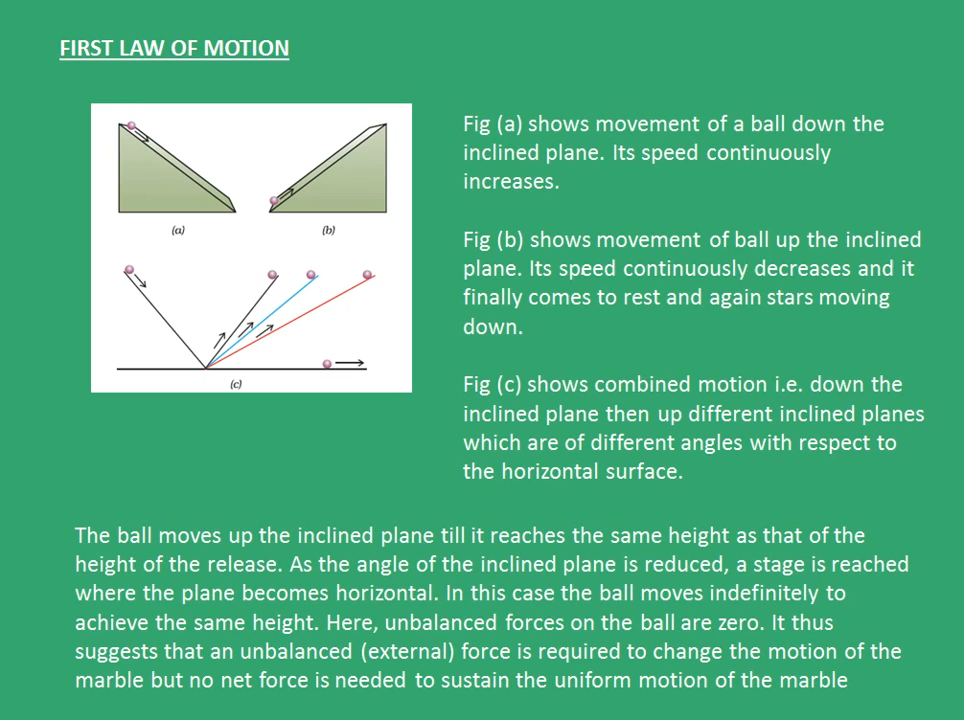 FIRST LAW OF MOTION
Fig (a) shows movement of a ball down the
inclined plane. Its speed continuously
increases.
(a)
(b)
Fig (b) shows movement of ball up the inclined
plane. Its speed continuously decreases and it
finally comes to rest and again stars moving
down.
(c)
Fig (c) shows combined motion i.e. down the
inclined plane then up different inclined planes
which are of different angles with respect to
the horizontal surface.
The ball moves up the inclined plane till it reaches the same height as that of the
height of the release. As the angle of the inclined plane is reduced, a stage is reached
where the plane becomes horizontal. In this case the ball moves indefinitely to
achieve the same height. Here, unbalanced forces on the ball are zero. It thus
suggests that an unbalanced (external) force is required to change the motion of the
marble but no net force is needed to sustain the uniform motion of the marble